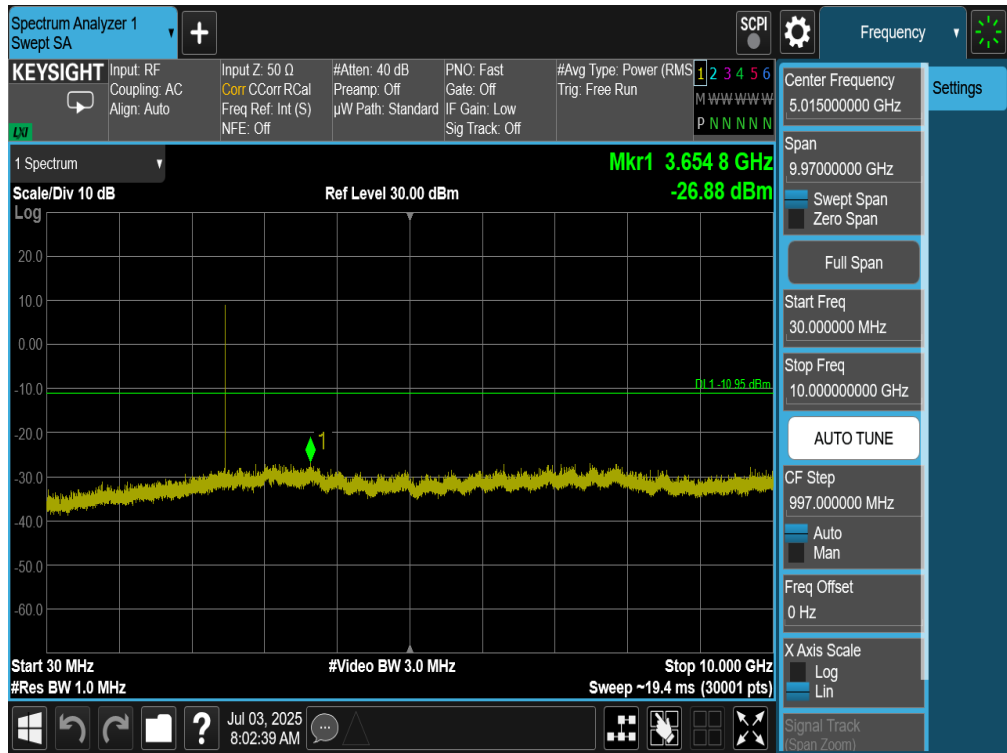 Spectrum Analyzer 1
Swept SA
+
SCPI
Frequency
KEYSIGHT
LXI
Input: RF
Coupling: AC
Align: Auto
Input Z: 50 Ω
Corr CCorr RCal
Freq Ref: Int (S)
NFE: Off
#Atten: 40 dB
Preamp: Off
µW Path: Standard
PNO: Fast
Gate: Off
IF Gain: Low
Sig Track: Off
#Avg Type: Power (RMS
Trig: Free Run
1 2 3 4 5 6
M W W W W W
P N N N N N
1 Spectrum
Mkr1 3.654 8 GHz
-26.88 dBm
Scale/Div 10 dB
Ref Level 30.00 dBm
Log
20.0
10.0
0.00
-10.0
-20.0
-30.0
-40.0
-50.0
-60.0
DL1 -10.95 dBm
1
Start 30 MHz
#Video BW 3.0 MHz
Stop 10.000 GHz
#Res BW 1.0 MHz
Sweep ~19.4 ms (30001 pts)
Center Frequency
5.015000000 GHz
Span
9.97000000 GHz
Swept Span
Zero Span
Full Span
Start Freq
30.000000 MHz
Stop Freq
10.000000000 GHz
AUTO TUNE
CF Step
997.000000 MHz
Auto
Man
Freq Offset
0 Hz
X Axis Scale
Log
Lin
Signal Track
(Span Zoom)
Settings
?
Jul 03, 2025
8:02:39 AM